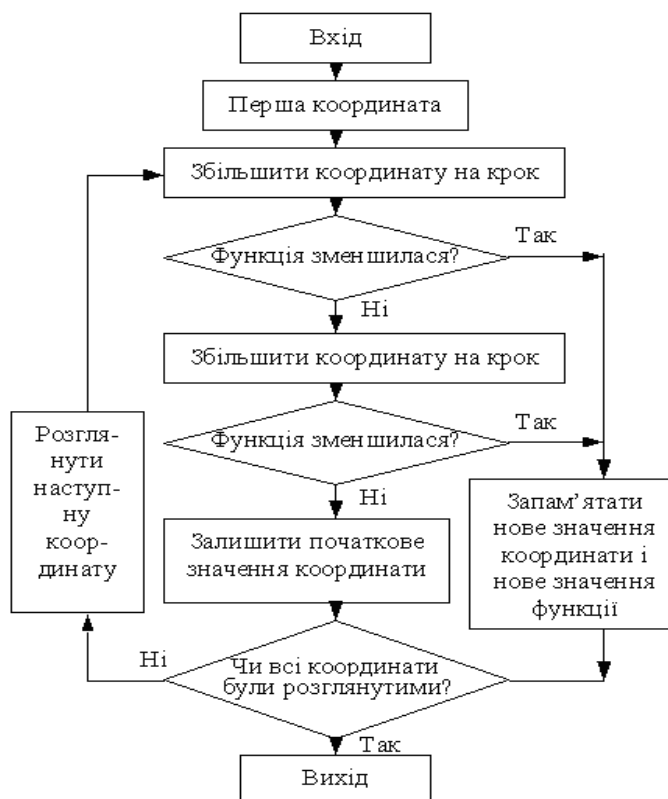 Вхід
Перша координата
Збільшити координату на крок
Функція зменшилася?
Так
Ні
Збільшити координату на крок
Функція зменшилася?
Так
Ні
Розгля-
нути
наступ-
ну
коор-
динату
Залишити початкове
значення координати
Запам’ятати
нове значення
координати і
нове значення
функції
Чи всі координати
були розглянутими?
Ні
Так
Вихід